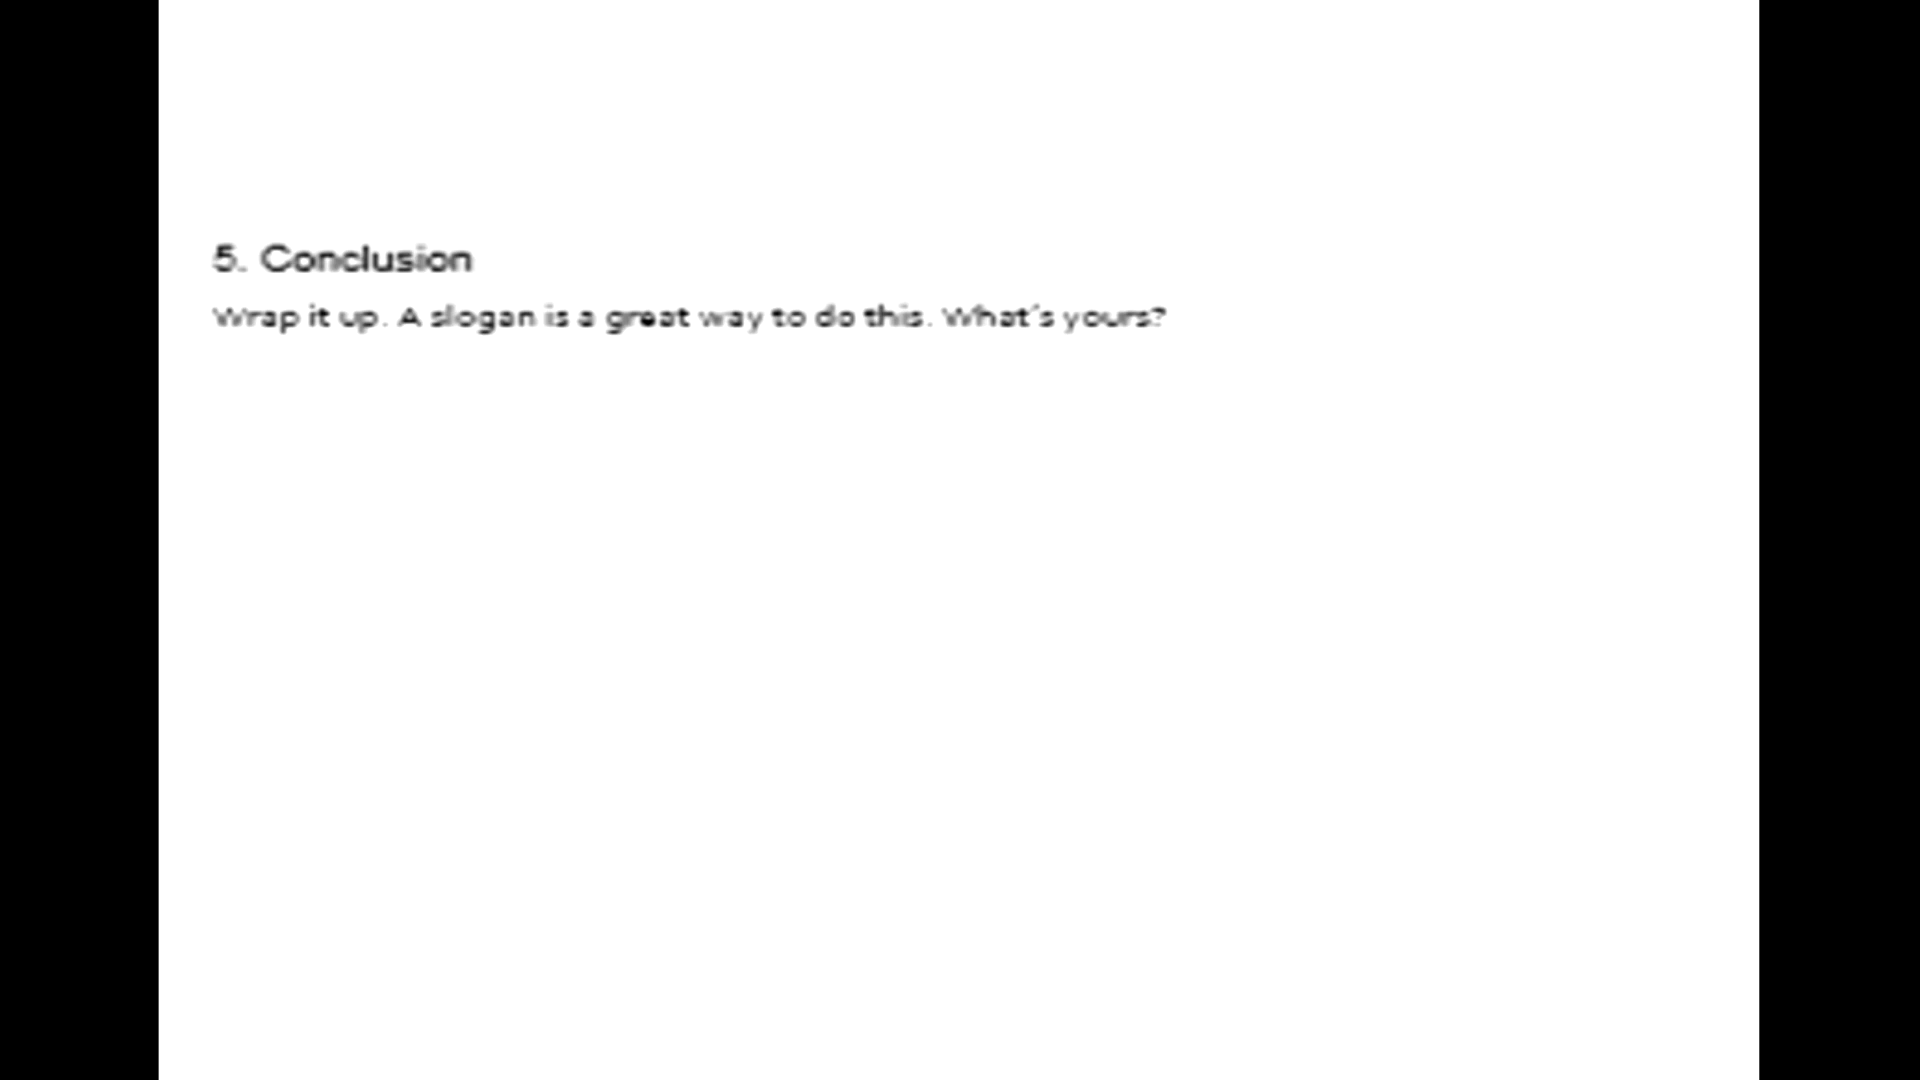 5. Conclusion
Wrap it up. A slogan is a great way to do this. What's yours?